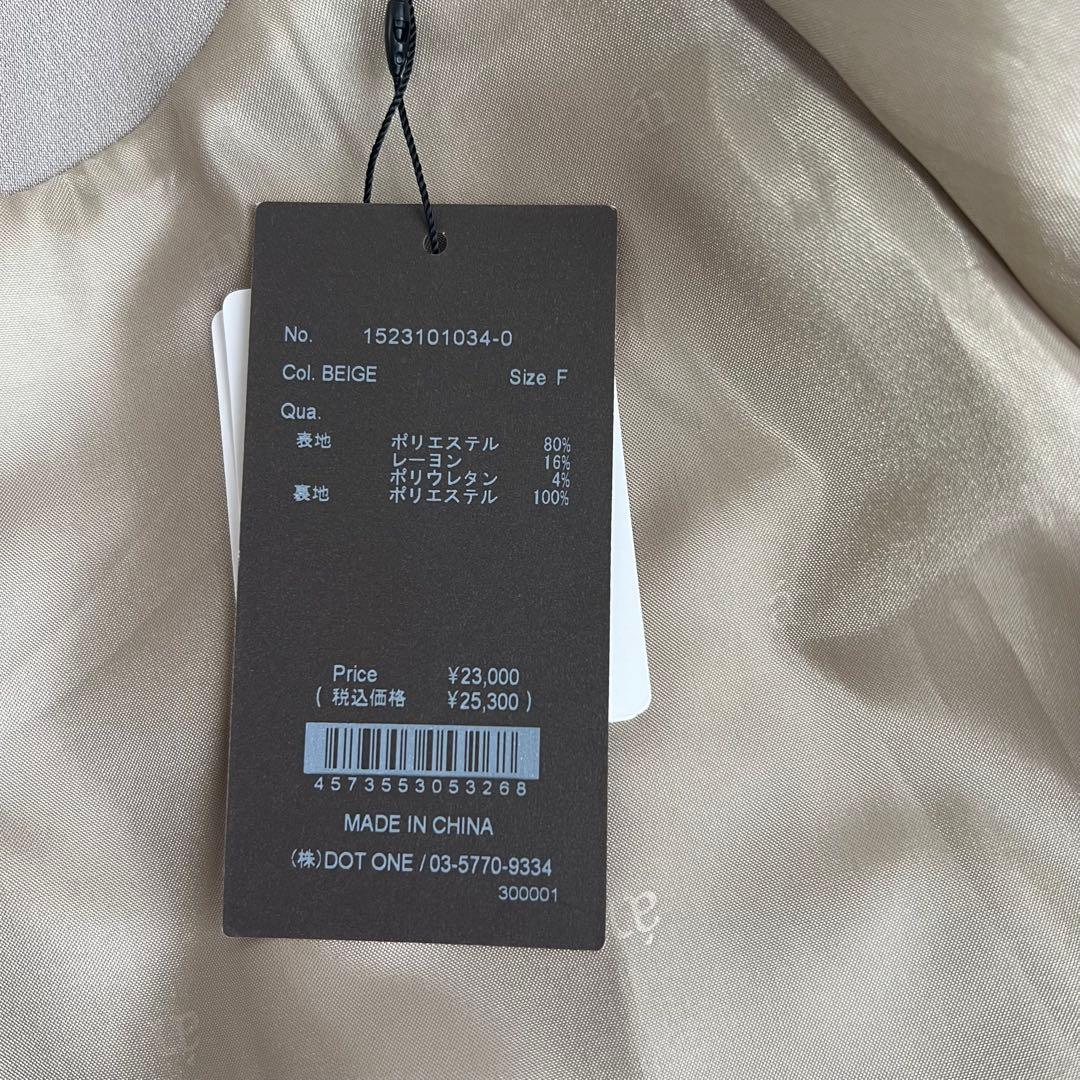 No. 1523101034-0
Col. BEIGE Size F
Qua.
表地 ポリエステル 80%
レーヨン 16%
ポリウレタン 4%
裏地 ポリエステル 100%
Price ¥23,000
( 税込価格 ¥25,300 )
4573553053268
MADE IN CHINA
(株)DOT ONE / 03-5770-9334
300001